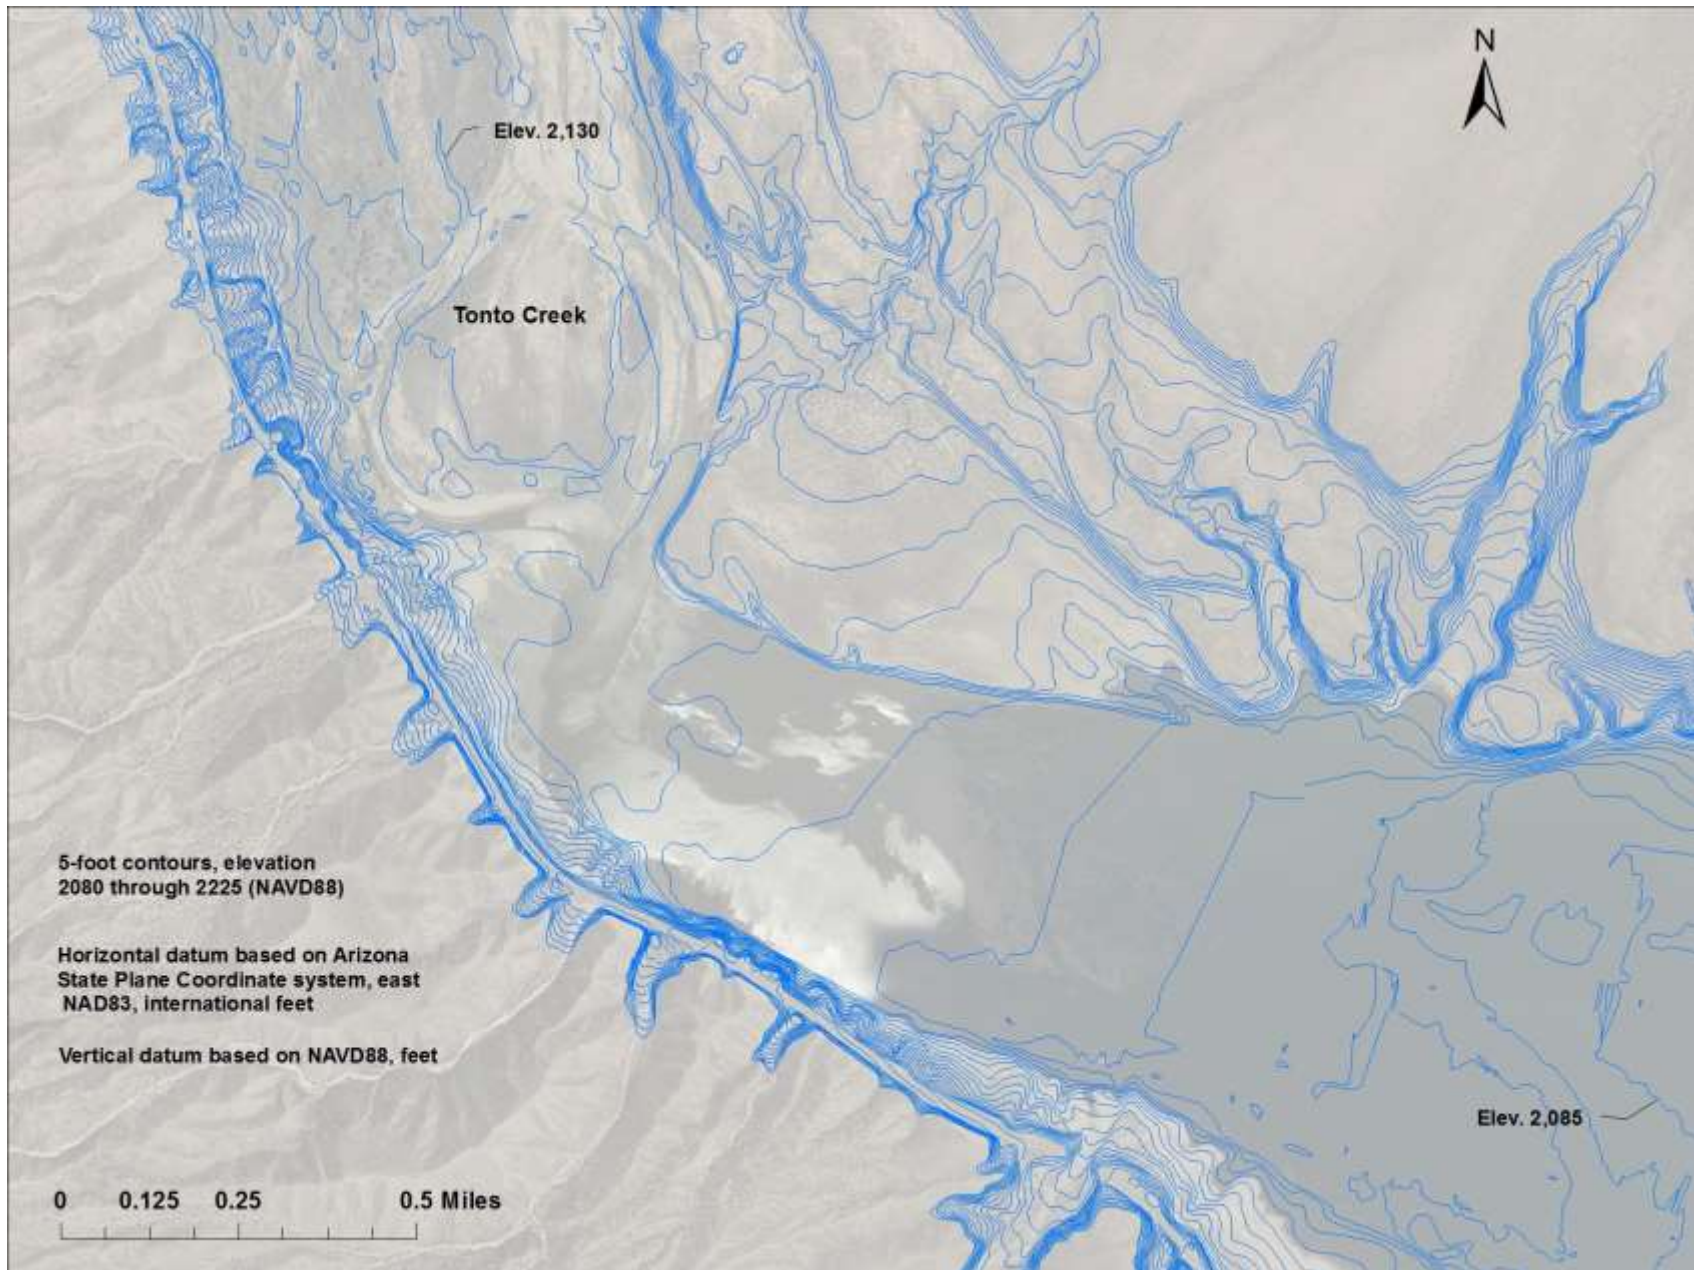 N
Elev. 2,130
Tonto Creek
5-foot contours, elevation
2080 through 2225 (NAVD88)
Horizontal datum based on Arizona
State Plane Coordinate system, east
NAD83, international feet
Vertical datum based on NAVD88, feet
Elev. 2,085
0 0.125 0.25 0.5 Miles